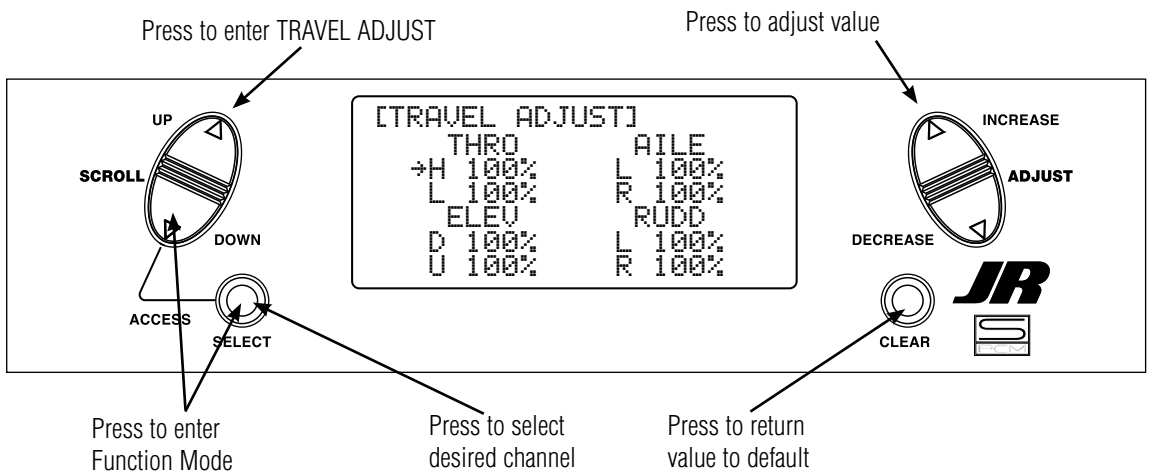 Press to enter TRAVEL ADJUST
Press to adjust value
UP
SCROLL
DOWN
ACCESS
SELECT
[TRAVEL ADJUST]
THRO AILE
→H 100% L 100%
L 100% R 100%
ELEV RUDD
D 100% L 100%
U 100% R 100%
INCREASE
ADJUST
DECREASE
CLEAR
JR
S
PCM
Press to enter
Function Mode
Press to select
desired channel
Press to return
value to default